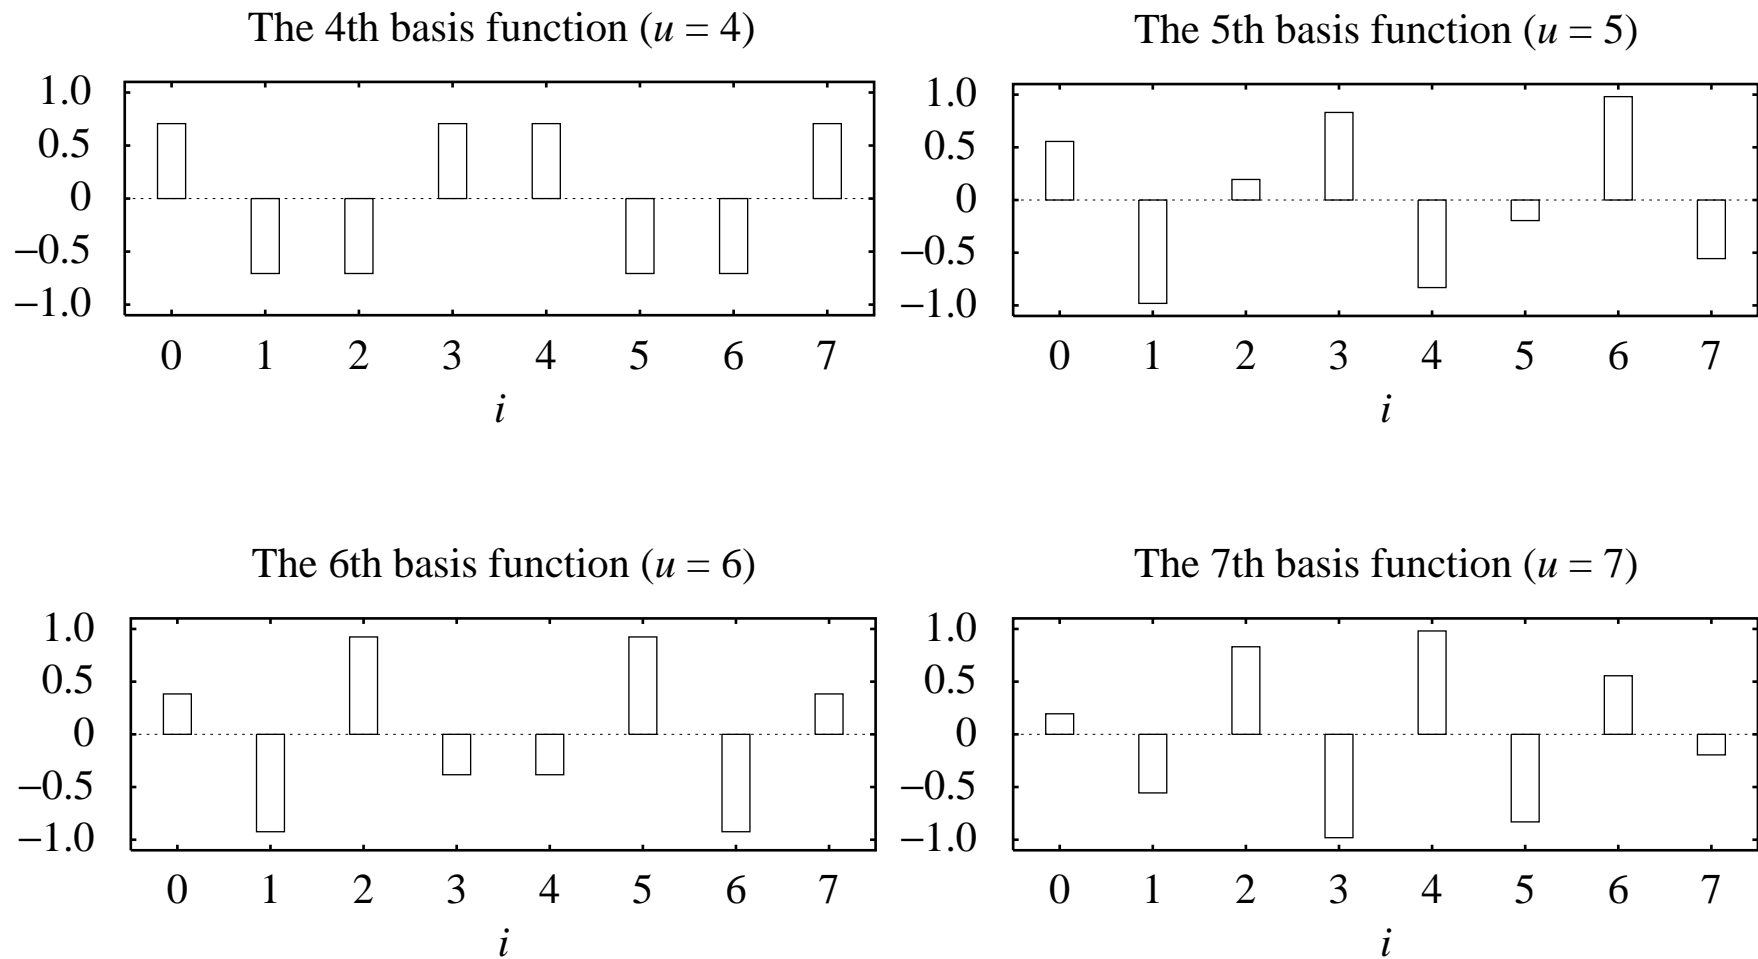 The 4th basis function (u = 4)
1.0
0.5
0
–0.5
–1.0
0 1 2 3 4 5 6 7
i
The 5th basis function (u = 5)
1.0
0.5
0
–0.5
–1.0
0 1 2 3 4 5 6 7
i
The 6th basis function (u = 6)
1.0
0.5
0
–0.5
–1.0
0 1 2 3 4 5 6 7
i
The 7th basis function (u = 7)
1.0
0.5
0
–0.5
–1.0
0 1 2 3 4 5 6 7
i